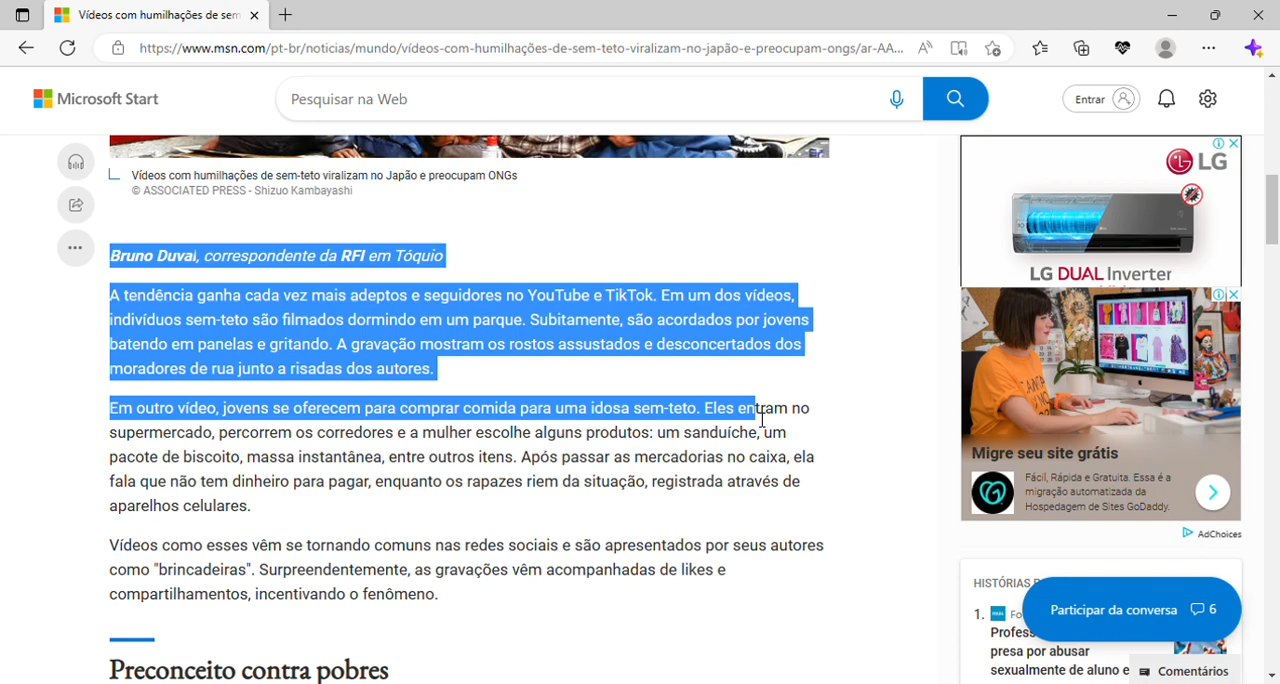 Vídeos com humilhações de sem
https://www.msn.com/pt-br/noticias/mundo/vídeos-com-humilhações-de-sem-teto-viralizam-no-japão-e-preocupam-ongs/ar-AA...
Microsoft Start
Pesquisar na Web
Entrar
Vídeos com humilhações de sem-teto viralizam no Japão e preocupam ONGs
© ASSOCIATED PRESS - Shizuo Kambayashi
Bruno Duval, correspondente da RFI em Tóquio
A tendência ganha cada vez mais adeptos e seguidores no YouTube e TikTok. Em um dos vídeos,
indivíduos sem-teto são filmados dormindo em um parque. Subitamente, são acordados por jovens
batendo em panelas e gritando. A gravação mostram os rostos assustados e desconcertados dos
moradores de rua junto a risadas dos autores.
Em outro vídeo, jovens se oferecem para comprar comida para uma idosa sem-teto. Eles entram no
supermercado, percorrem os corredores e a mulher escolhe alguns produtos: um sanduíche, um
pacote de biscoito, massa instantânea, entre outros itens. Após passar as mercadorias no caixa, ela
fala que não tem dinheiro para pagar, enquanto os rapazes riem da situação, registrada através de
aparelhos celulares.
Vídeos como esses vêm se tornando comuns nas redes sociais e são apresentados por seus autores
como "brincadeiras". Surpreendentemente, as gravações vêm acompanhadas de likes e
compartilhamentos, incentivando o fenômeno.
Preconceito contra pobres
LG
LG DUAL Inverter
Migre seu site grátis
Fácil, Rápida e Gratuita. Essa é a
migração automatizada da
Hospedagem de Sites GoDaddy.
AdChoices
HISTÓRIAS
Participar da conversa 6
1. Fo
Profess
presa por abusar
sexualmente de aluno e
Comentários